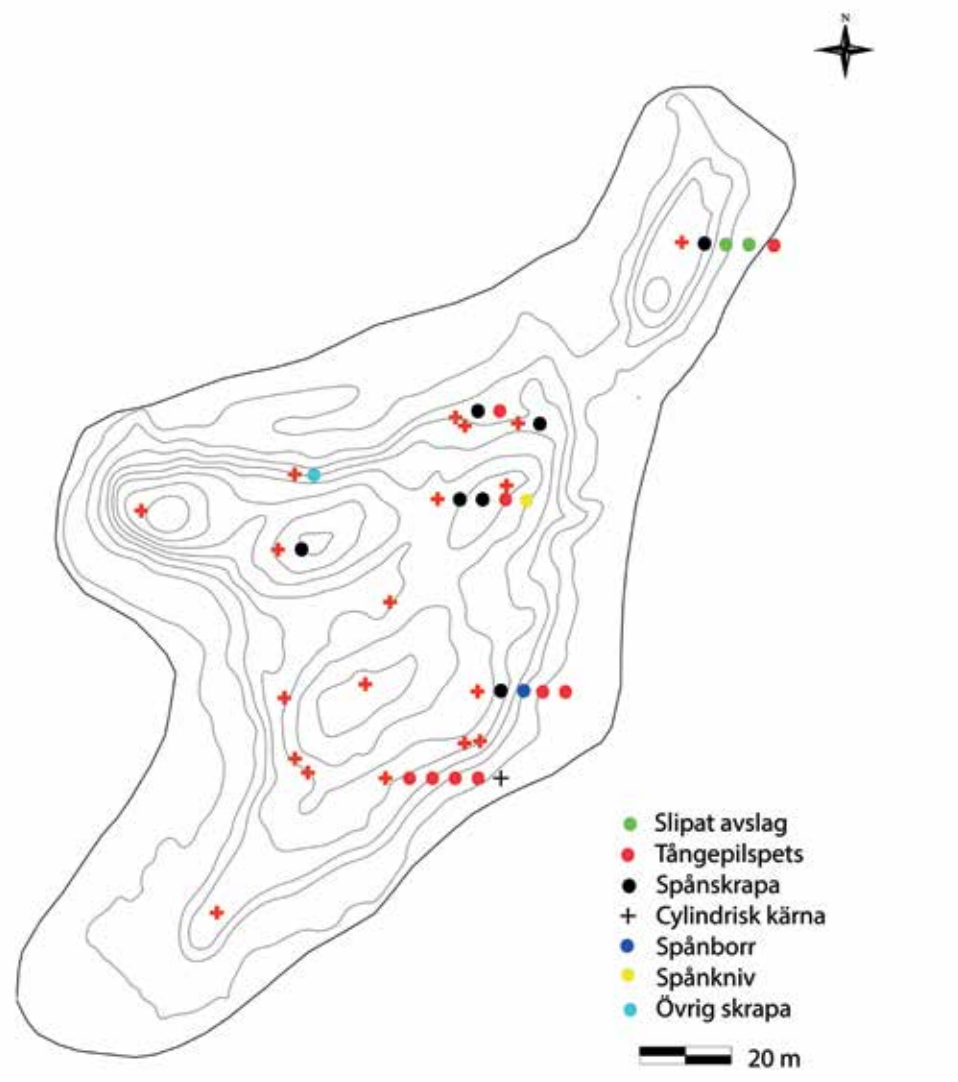 N
Slipat avslag
Tångepilspets
Spånskrapa
Cylindrisk kärna
Spånborr
Spånkniv
Övrig skrapa
20 m